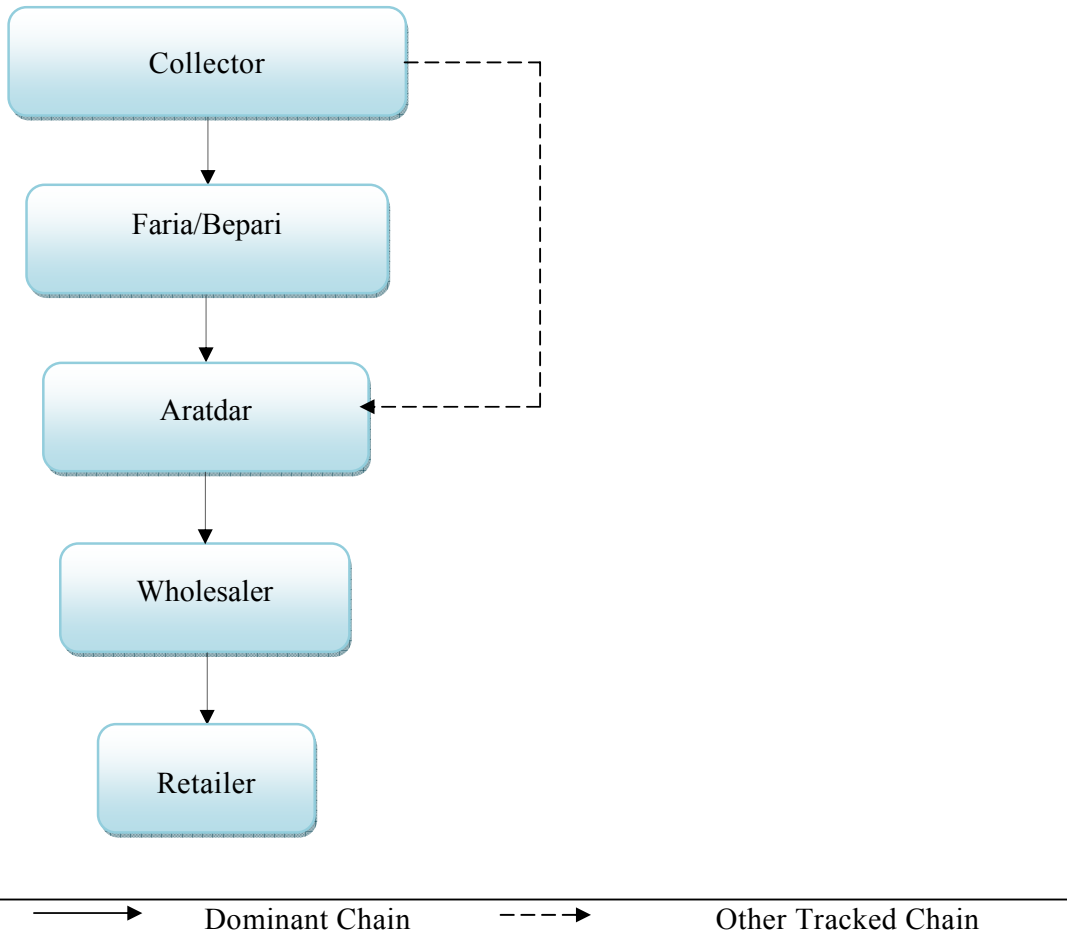 Collector
Faria/Bepari
Aratdar
Wholesaler
Retailer
Dominant Chain Other Tracked Chain